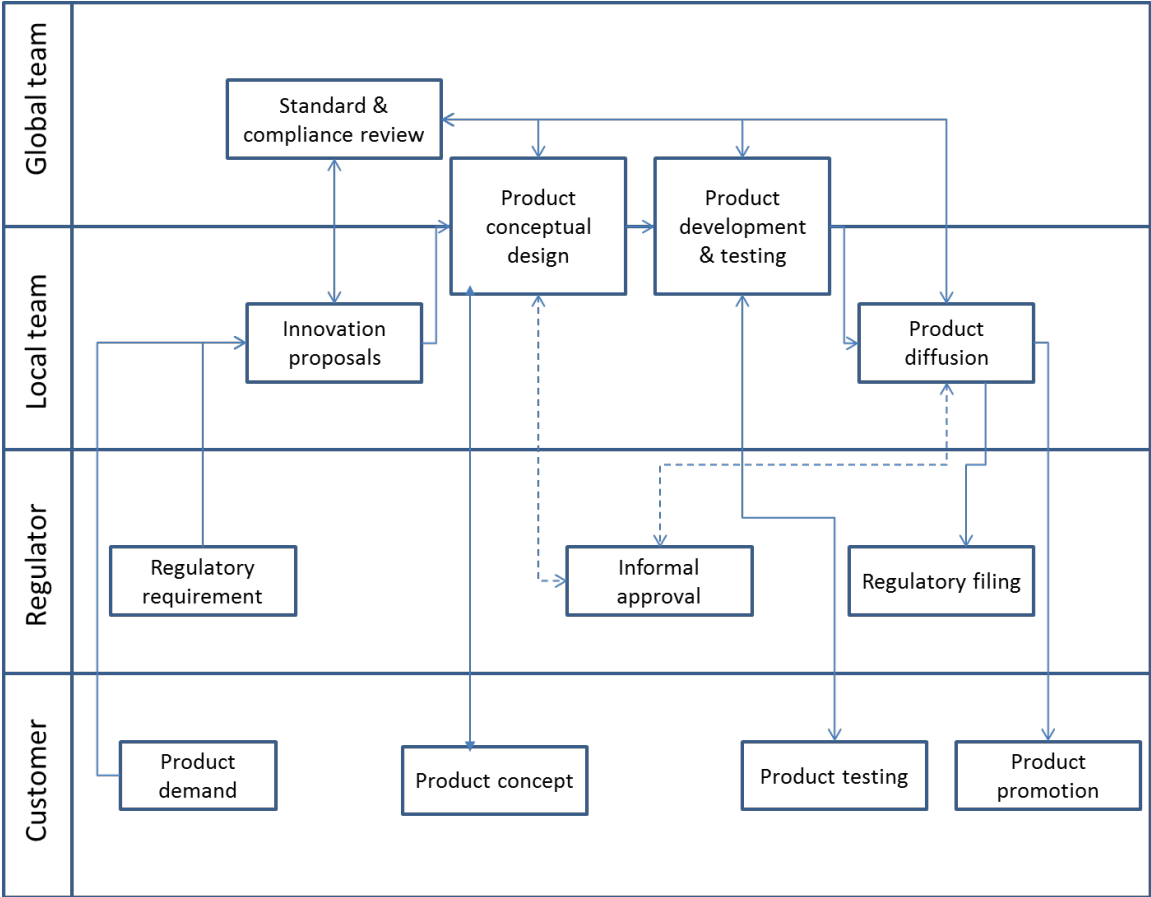 Global team
Standard &
compliance review
Product
conceptual
design
Product
development
& testing
Local team
Innovation
proposals
Product
diffusion
Regulator
Regulatory
requirement
Informal
approval
Regulatory filing
Customer
Product
demand
Product concept
Product testing
Product
promotion